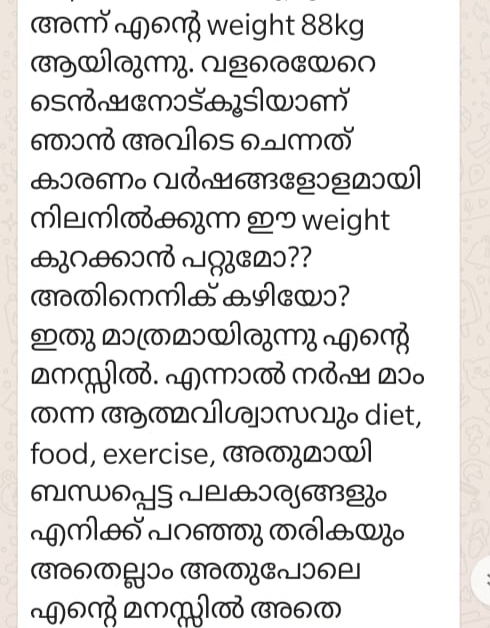 അന്ന് എന്റെ weight 88kg
ആയിരുന്നു. വളരെയേറെ
ടെൻഷനോട്കൂടിയാണ്
ഞാൻ അവിടെ ചെന്നത്
കാരണം വർഷങ്ങളോളമായി
നിലനിൽക്കുന്ന ഈ weight
കുറക്കാൻ പറ്റുമോ??
അതിനെനിക് കഴിയോ?
ഇതു മാത്രമായിരുന്നു എന്റെ
മനസ്സിൽ. എന്നാൽ നർഷ മാം
തന്ന ആത്മവിശ്വാസവും diet,
food, exercise, അതുമായി
ബന്ധപ്പെട്ട പലകാര്യങ്ങളും
എനിക്ക് പറഞ്ഞു തരികയും
അതെല്ലാം അതുപോലെ
എന്റെ മനസ്സിൽ അതെ